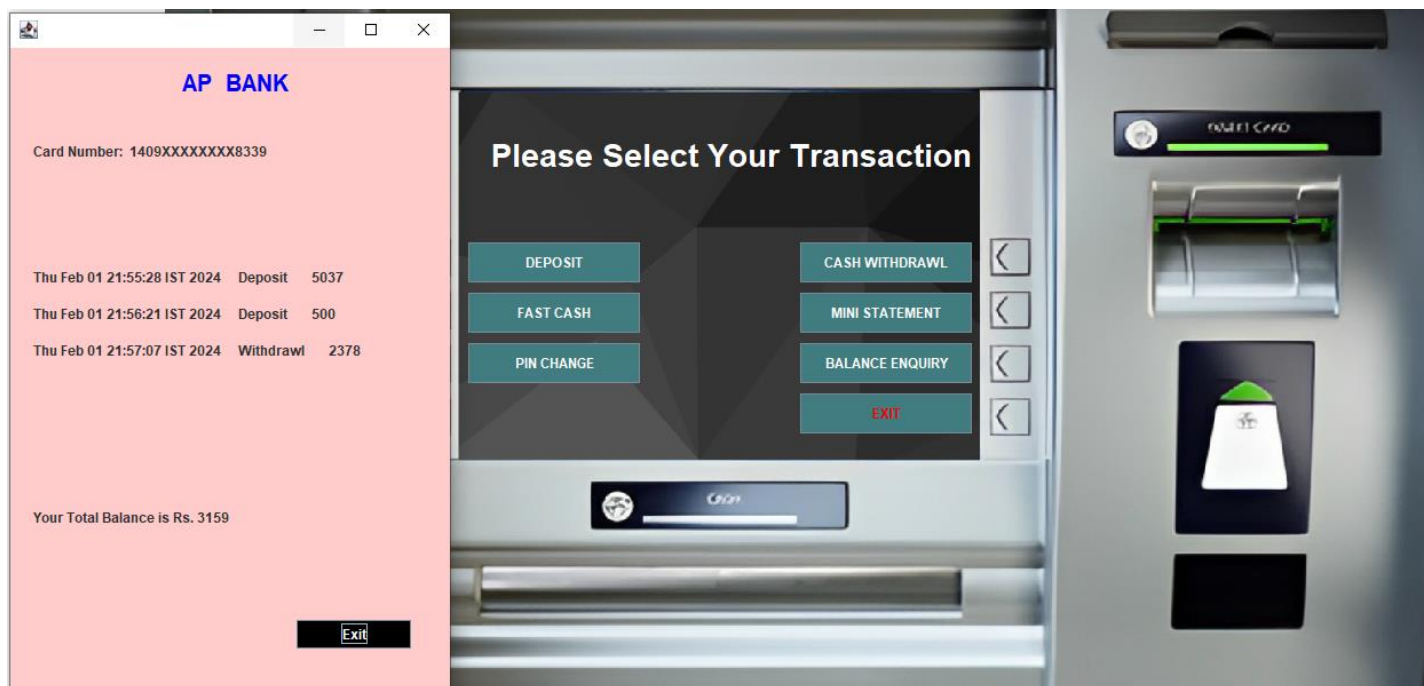 AP BANK
Card Number: 1409XXXXXXXX8339
Thu Feb 01 21:55:28 IST 2024 Deposit 5037
Thu Feb 01 21:56:21 IST 2024 Deposit 500
Thu Feb 01 21:57:07 IST 2024 Withdrawl 2378
Your Total Balance is Rs. 3159
Exit
Please Select Your Transaction
DEPOSIT
CASH WITHDRAWL
FAST CASH
MINI STATEMENT
PIN CHANGE
BALANCE ENQUIRY
EXIT